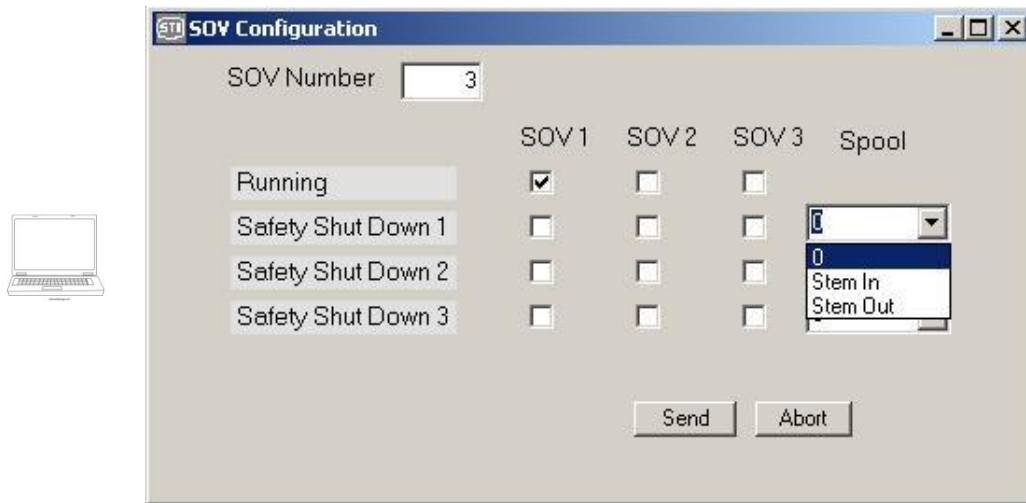 STI SOV Configuration
SOV Number 3
SOV 1 SOV 2 SOV 3 Spool
Running
Safety Shut Down 1 0
0
Safety Shut Down 2 Stem In
Stem Out
Safety Shut Down 3
Send Abort